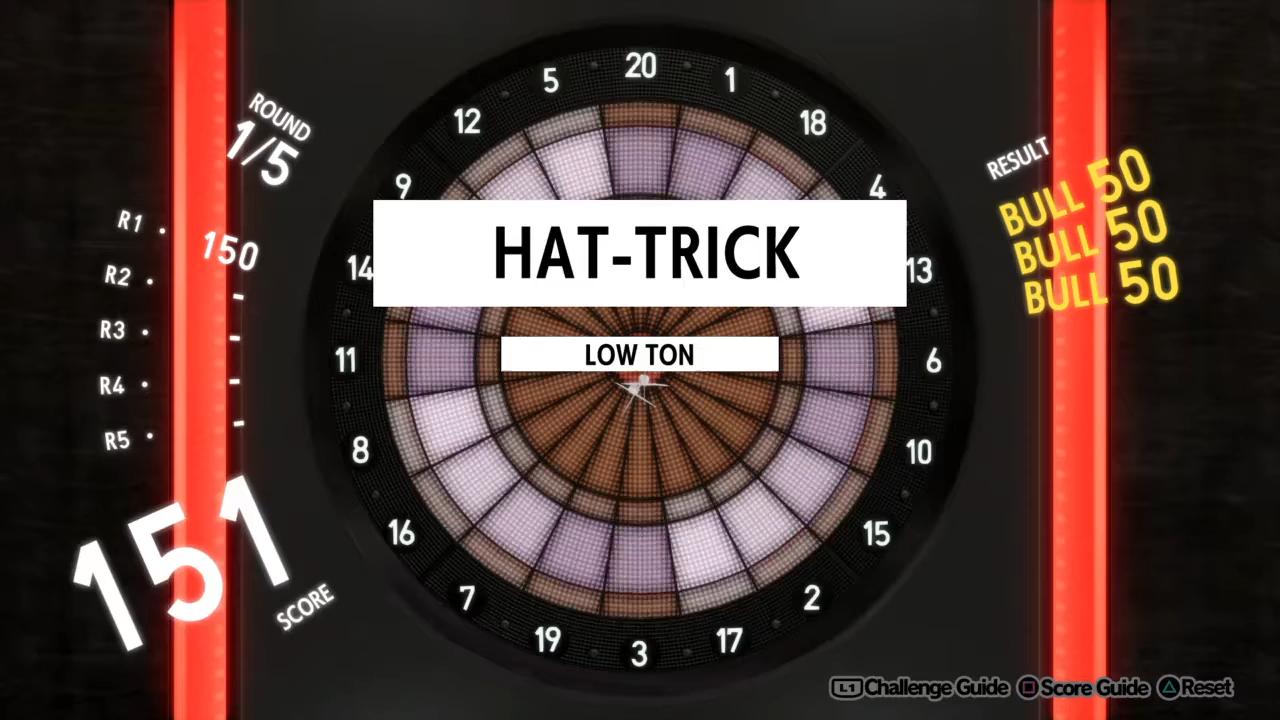 ROUND
1/5
R1 150
R2 -
R3 -
R4 -
R5 -
151
SCORE
20
1
18
4
13
6
10
15
2
17
3
19
7
16
8
11
14
9
12
5
HAT-TRICK
LOW TON
RESULT
BULL 50
BULL 50
BULL 50
L1 Challenge Guide Score Guide Reset